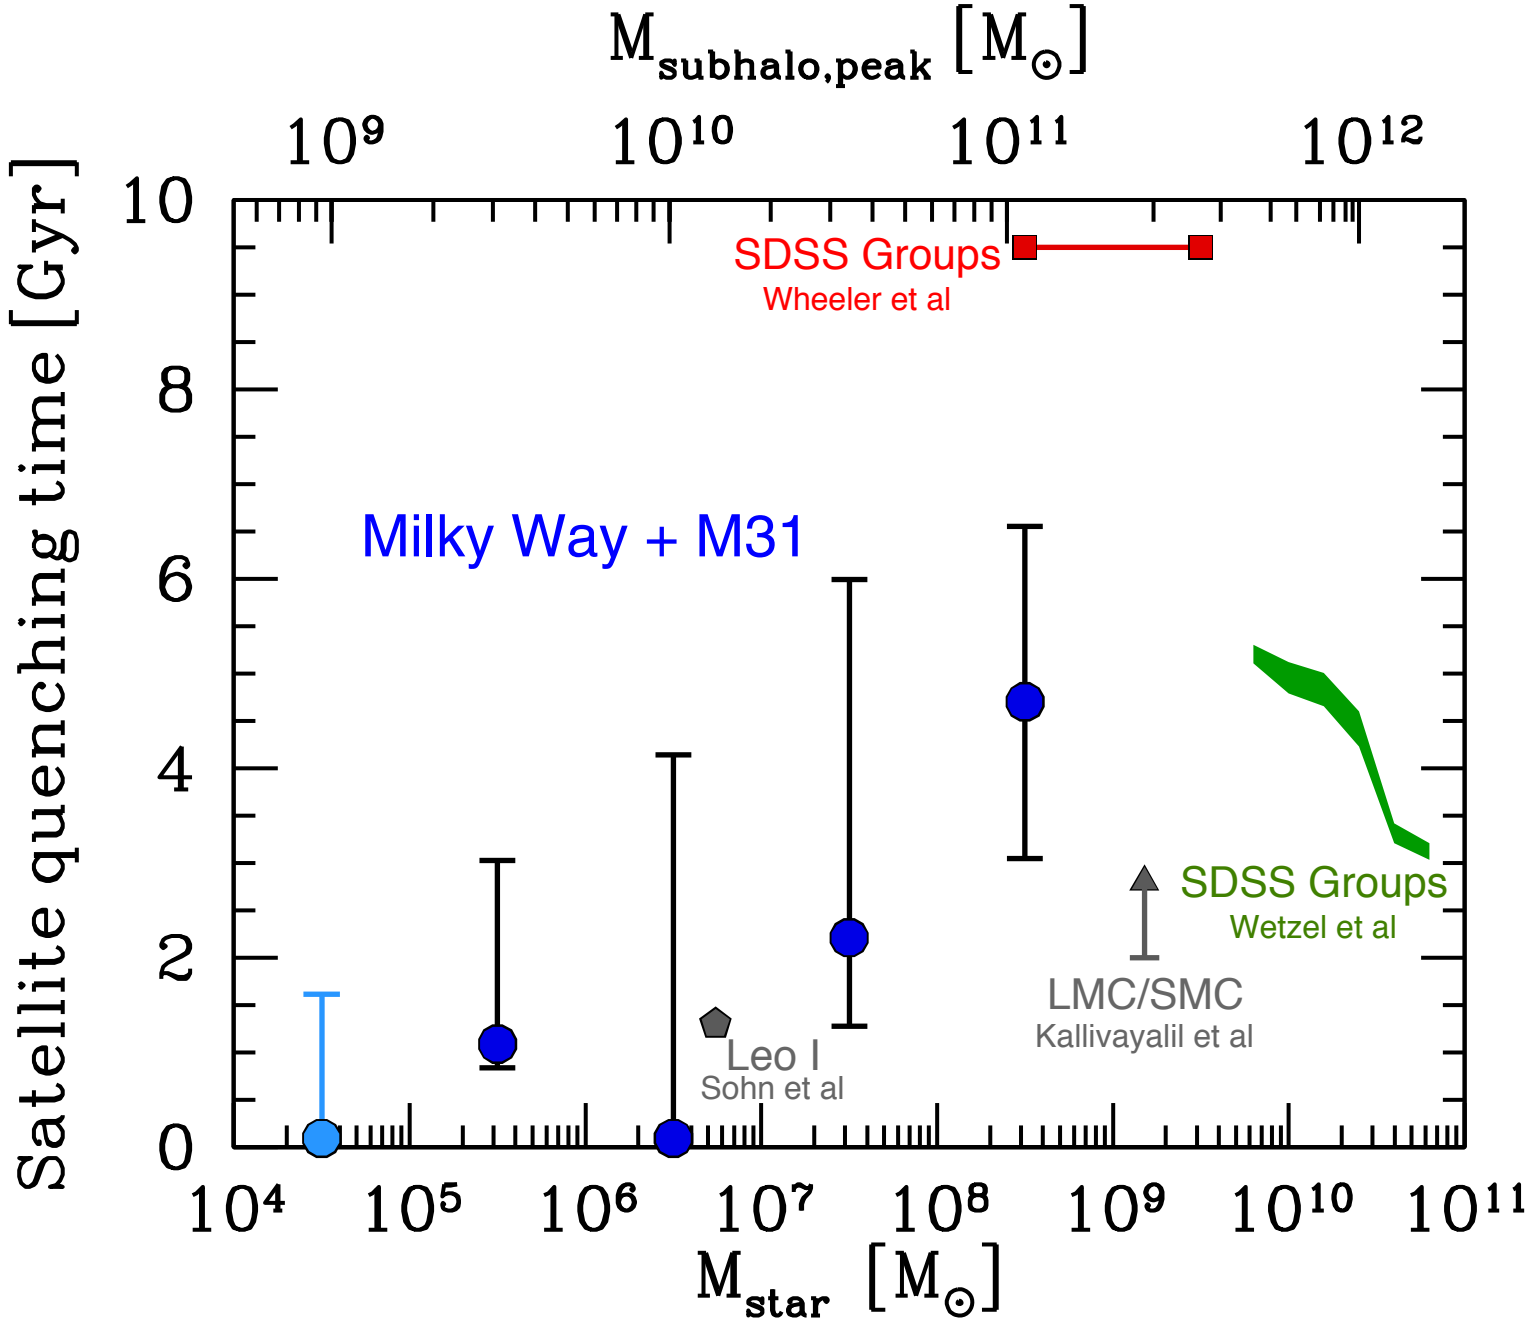 M_subhalo,peak [M_⊙]
10^9 10^10 10^11 10^12
Satellite quenching time [Gyr]
10
8
6
4
2
0
SDSS Groups
Wheeler et al
Milky Way + M31
SDSS Groups
Wetzel et al
LMC/SMC
Kallivayalil et al
Leo I
Sohn et al
10^4 10^5 10^6 10^7 10^8 10^9 10^10 10^11
M_star [M_⊙]